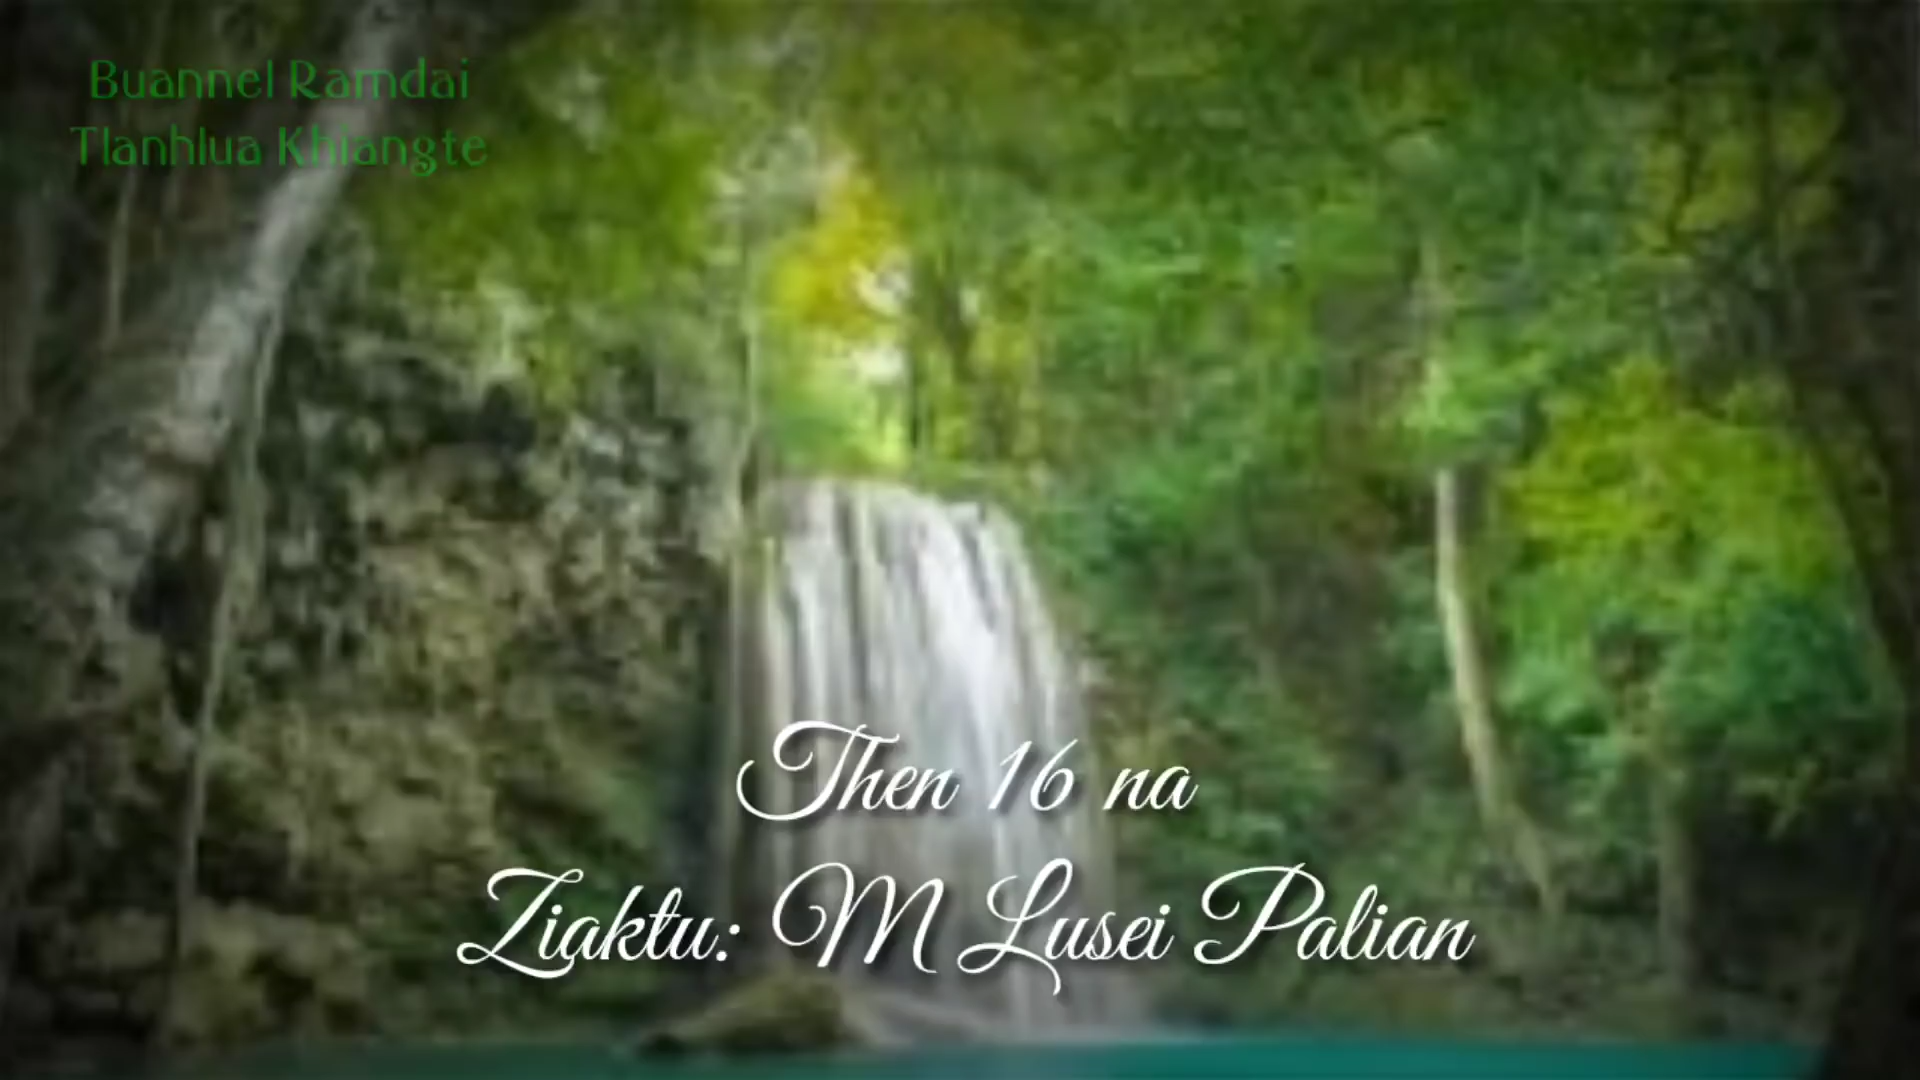 Buannel Ramdai
Tlanhlua Khiangte
Then 16 na
Ziaktu: M Lusei Palian